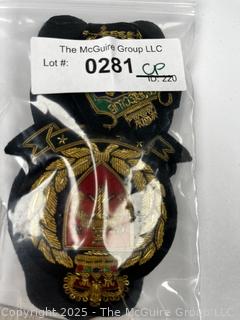 The McGuire Group LLC
Lot #: 0281 CP
ID: 220
Copyright 2025 - The McGuire Group LLC